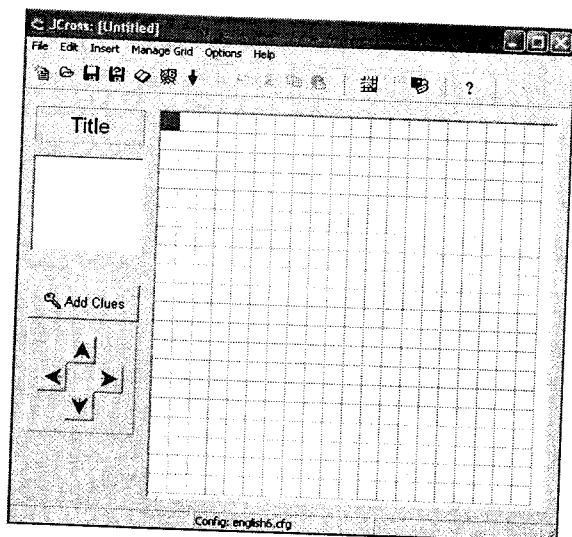 JCross: [Untitled]
File Edit Insert Manage Grid Options Help
?
Title
Add Clues
Config: english6.cfg